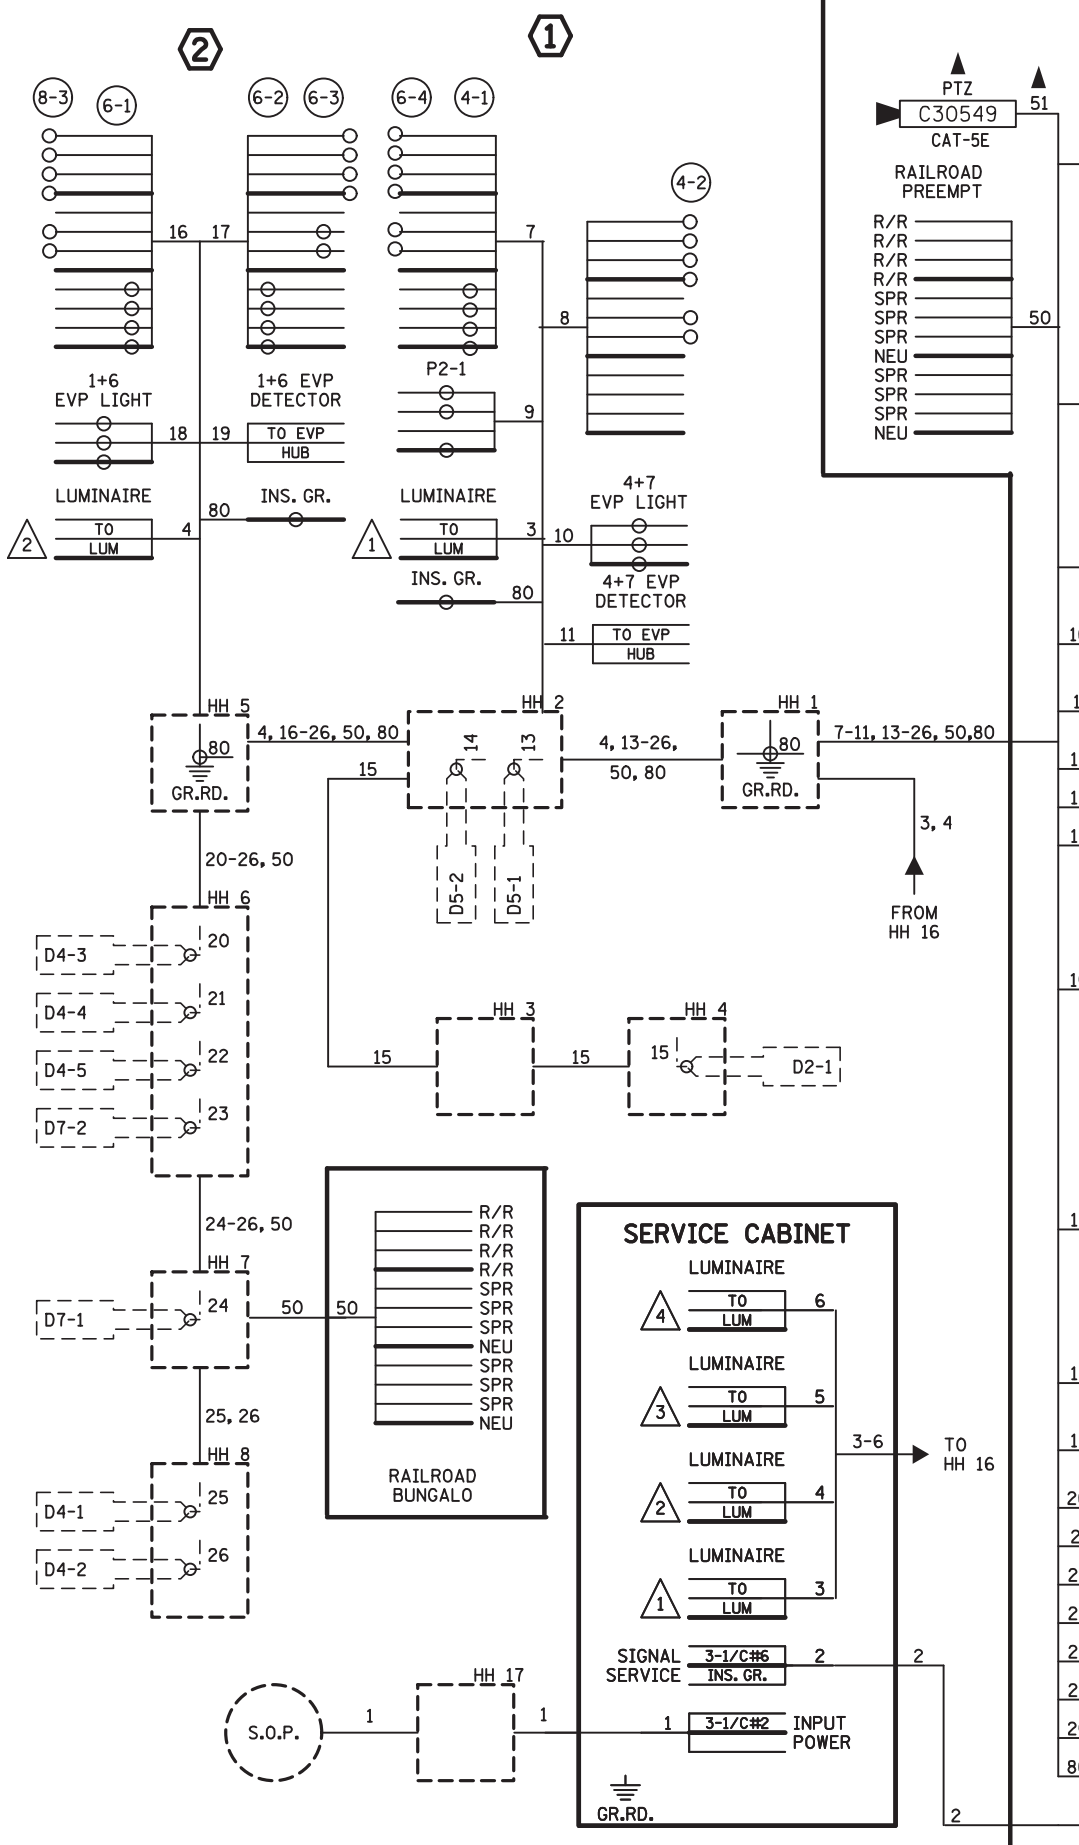 2
1
8-3
6-1
6-2
6-3
6-4
4-1
4-2
PTZ
C30549
51
CAT-5E
RAILROAD
PREEMPT
R/R
R/R
R/R
R/R
SPR
SPR
SPR
NEU
SPR
SPR
SPR
NEU
50
16
17
7
8
1+6
EVP LIGHT
1+6 EVP
DETECTOR
P2-1
9
18
19
TO EVP
HUB
LUMINAIRE
2
TO
LUM
4
INS. GR.
80
LUMINAIRE
1
TO
LUM
3
10
4+7
EVP LIGHT
INS. GR.
80
4+7 EVP
DETECTOR
11
TO EVP
HUB
HH 5
80
GR.RD.
4, 16-26, 50, 80
HH 2
14
13
D5-2
D5-1
15
4, 13-26,
50, 80
HH 1
80
GR.RD.
7-11, 13-26, 50, 80
3, 4
FROM
HH 16
20-26, 50
HH 6
D4-3
20
D4-4
21
D4-5
22
D7-2
23
HH 3
15
15
HH 4
15
D2-1
24-26, 50
HH 7
D7-1
24
50
50
R/R
R/R
R/R
R/R
SPR
SPR
SPR
NEU
SPR
SPR
SPR
NEU
RAILROAD
BUNGALO
25, 26
HH 8
D4-1
25
D4-2
26
SERVICE CABINET
LUMINAIRE
4
TO
LUM
6
LUMINAIRE
3
TO
LUM
5
3-6
TO
HH 16
LUMINAIRE
2
TO
LUM
4
LUMINAIRE
1
TO
LUM
3
SIGNAL
SERVICE
3-1/C#6
INS. GR.
2
2
S.O.P.
1
HH 17
1
1
3-1/C#2
INPUT
POWER
GR.RD.
2